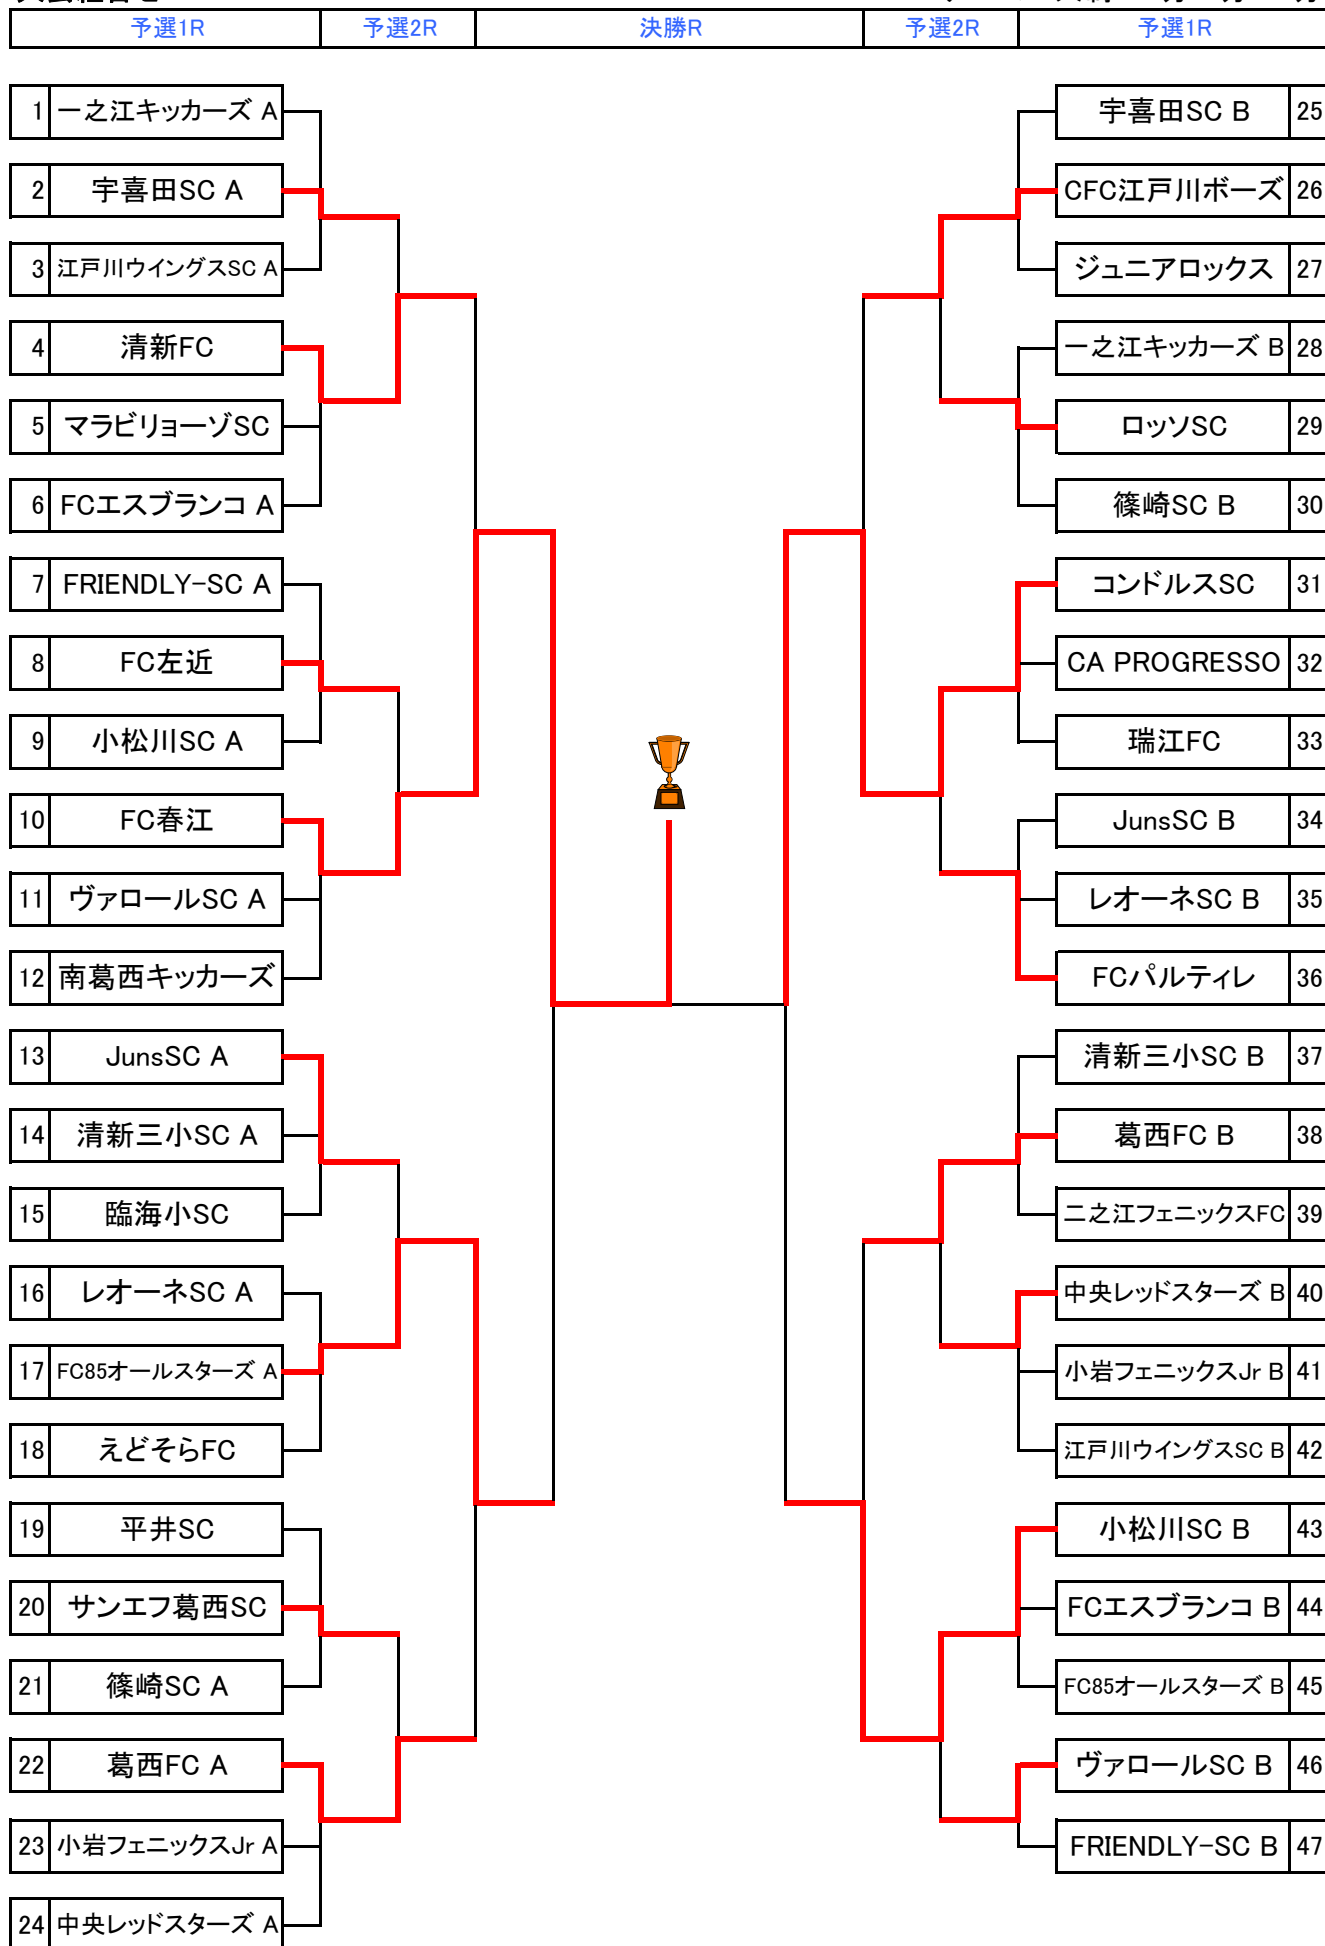 予選1R 予選2R 決勝R 予選2R 予選1R
1 一之江キッカーズ A
2 宇喜田SC A
3 江戸川ウイングスSC A
4 清新FC
5 マラビリョーゾSC
6 FCエスブランコ A
7 FRIENDLY-SC A
8 FC左近
9 小松川SC A
10 FC春江
11 ヴァロールSC A
12 南葛西キッカーズ
13 JunsSC A
14 清新三小SC A
15 臨海小SC
16 レオーネSC A
17 FC85オールスターズ A
18 えどそらFC
19 平井SC
20 サンエフ葛西SC
21 篠崎SC A
22 葛西FC A
23 小岩フェニックスJr A
24 中央レッドスターズ A
宇喜田SC B 25
CFC江戸川ボーズ 26
ジュニアロックス 27
一之江キッカーズ B 28
ロッソSC 29
篠崎SC B 30
コンドルスSC 31
CA PROGRESSO 32
瑞江FC 33
JunsSC B 34
レオーネSC B 35
FCパルティレ 36
清新三小SC B 37
葛西FC B 38
二之江フェニックスFC 39
中央レッドスターズ B 40
小岩フェニックスJr B 41
江戸川ウイングスSC B 42
小松川SC B 43
FCエスブランコ B 44
FC85オールスターズ B 45
ヴァロールSC B 46
FRIENDLY-SC B 47